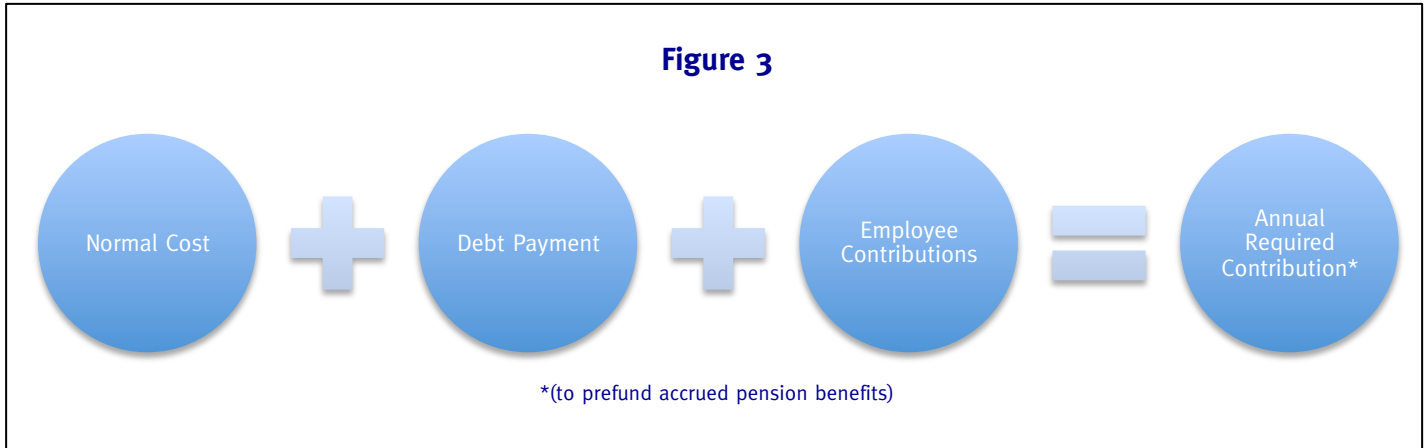 Figure 3
Normal Cost
Debt Payment
Employee
Contributions
Annual
Required
Contribution*
*(to prefund accrued pension benefits)